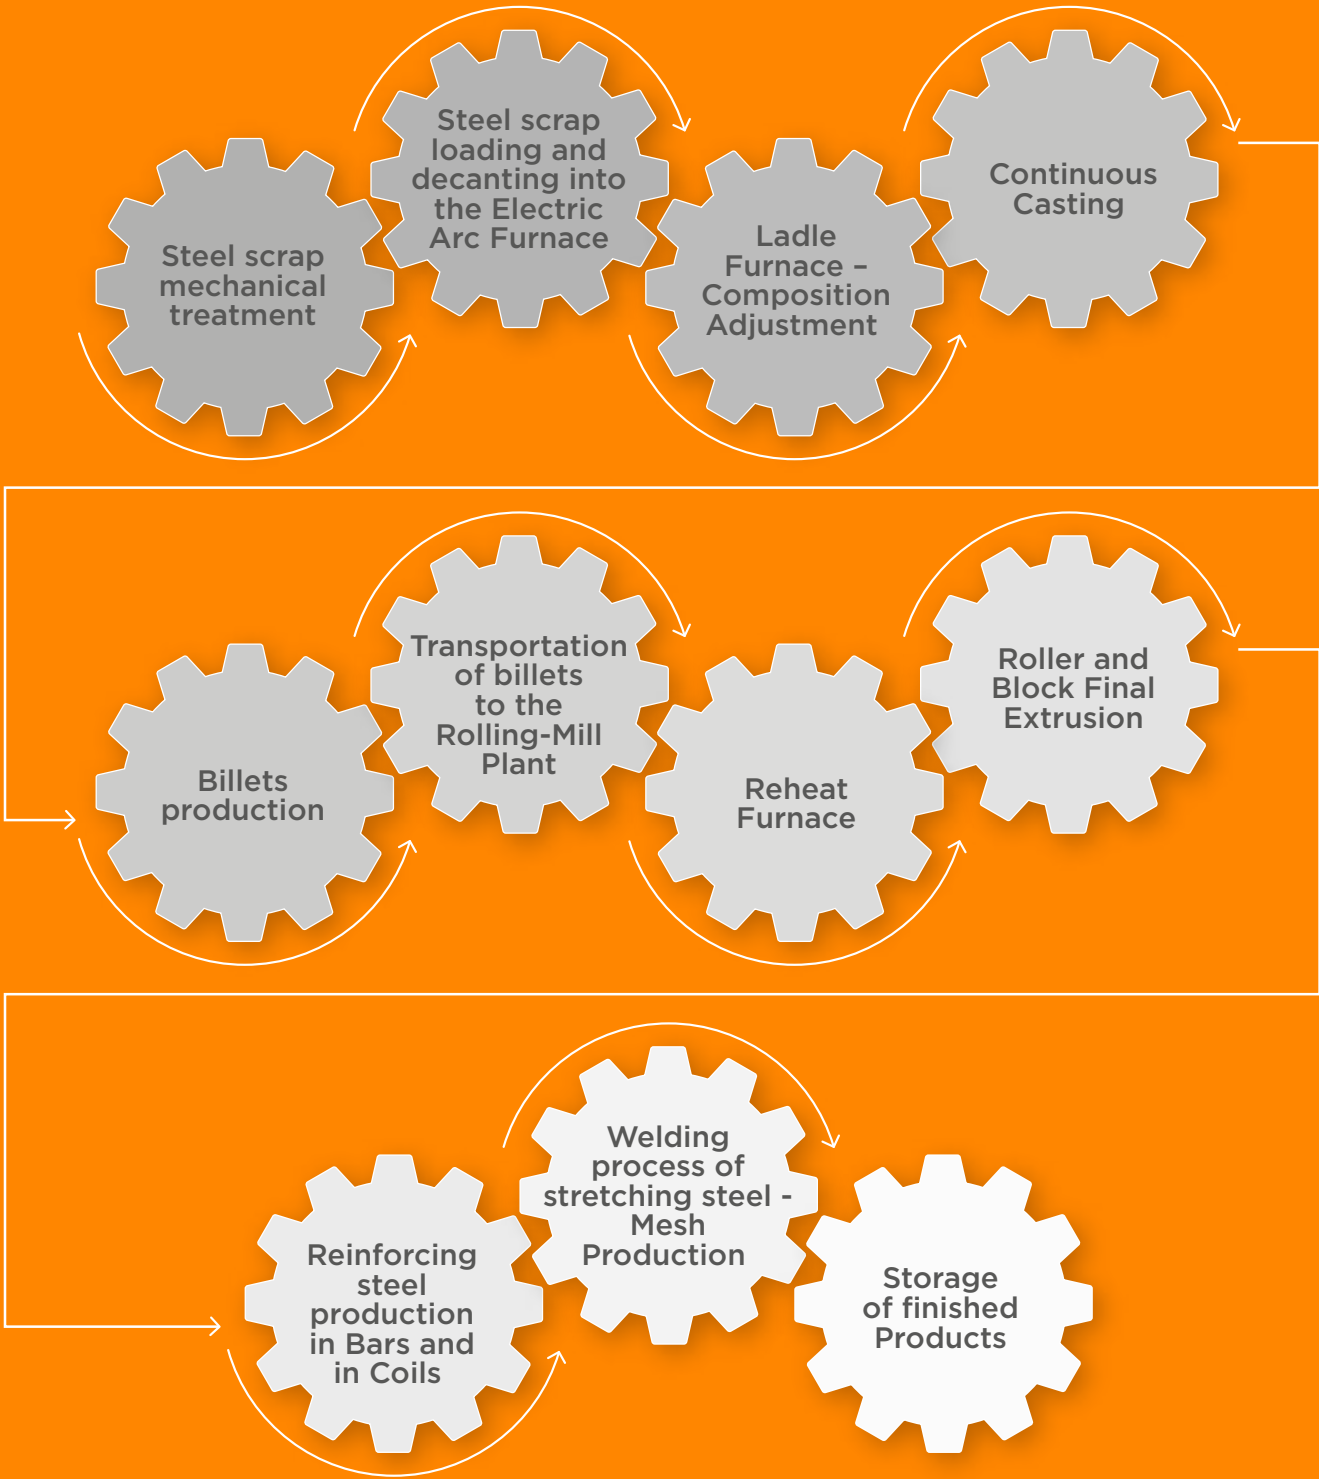 Steel scrap
mechanical
treatment
Steel scrap
loading and
decanting into
the Electric
Arc Furnace
Ladle
Furnace –
Composition
Adjustment
Continuous
Casting
Billets
production
Transportation
of billets
to the
Rolling-Mill
Plant
Reheat
Furnace
Roller and
Block Final
Extrusion
Reinforcing
steel
production
in Bars and
in Coils
Welding
process of
stretching steel -
Mesh
Production
Storage
of finished
Products